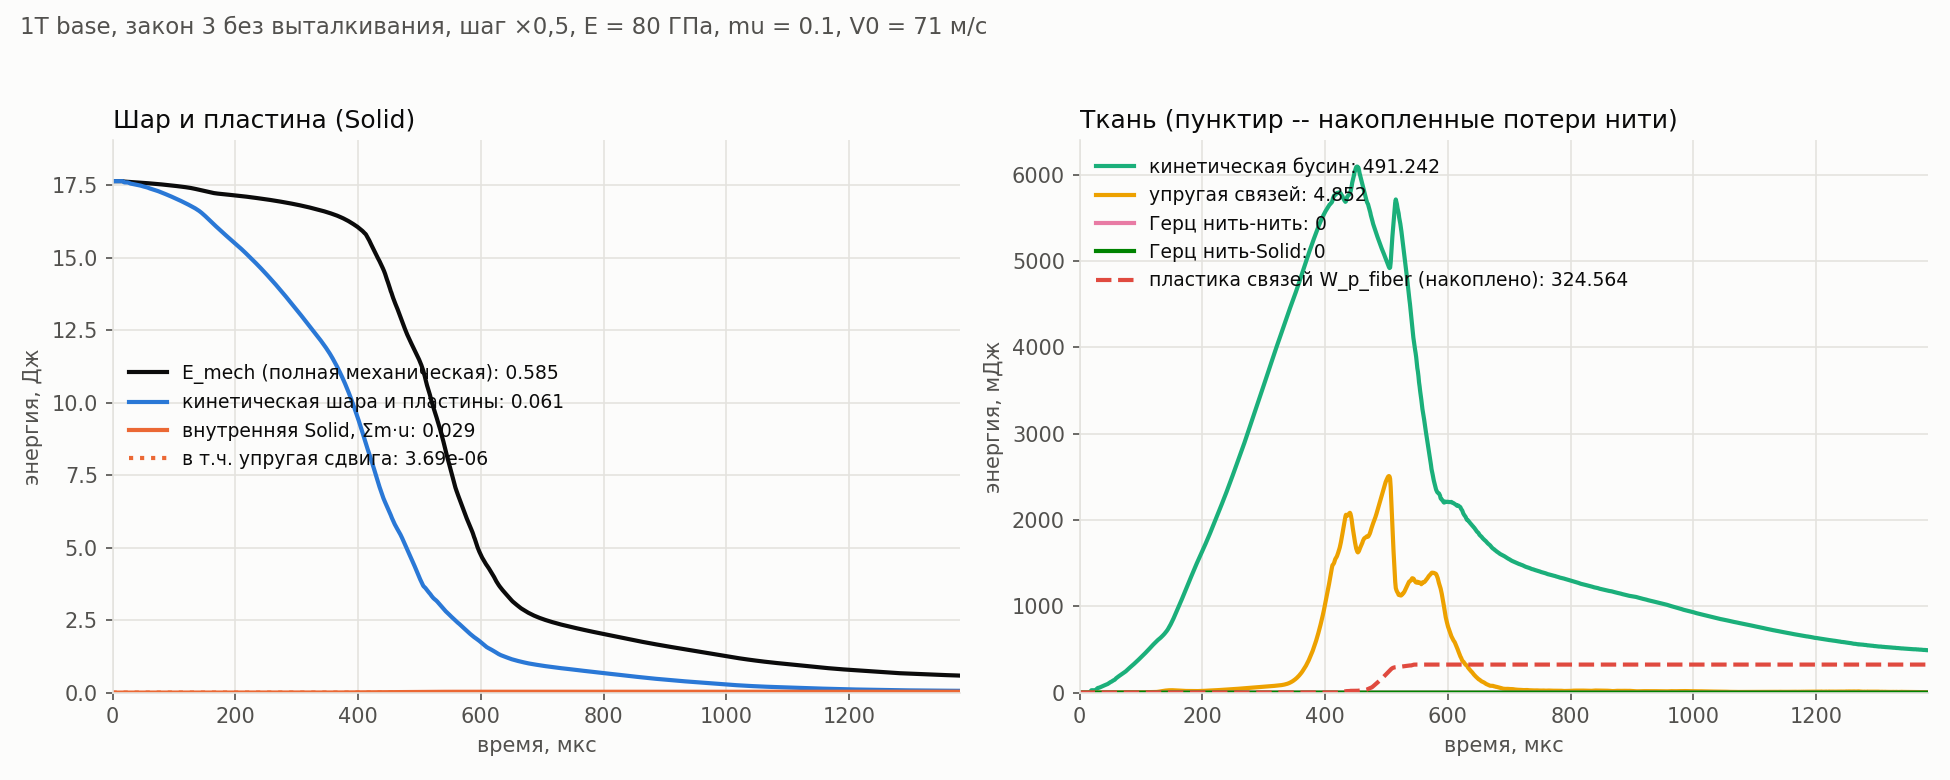 1T base, закон 3 без выталкивания, шаг ×0,5, E = 80 ГПа, mu = 0.1, V0 = 71 м/с
Шар и пластина (Solid)
энергия, Дж
17.5
15.0
12.5
10.0
7.5
5.0
2.5
0.0
E_mech (полная механическая): 0.585
кинетическая шара и пластины: 0.061
внутренняя Solid, Σm·u: 0.029
в т.ч. упругая сдвига: 3.69e-06
0 200 400 600 800 1000 1200
время, мкс
Ткань (пунктир -- накопленные потери нити)
энергия, мДж
6000
5000
4000
3000
2000
1000
0
кинетическая бусин: 491.242
упругая связей: 4.852
Герц нить-нить: 0
Герц нить-Solid: 0
пластика связей W_p_fiber (накоплено): 324.564
0 200 400 600 800 1000 1200
время, мкс